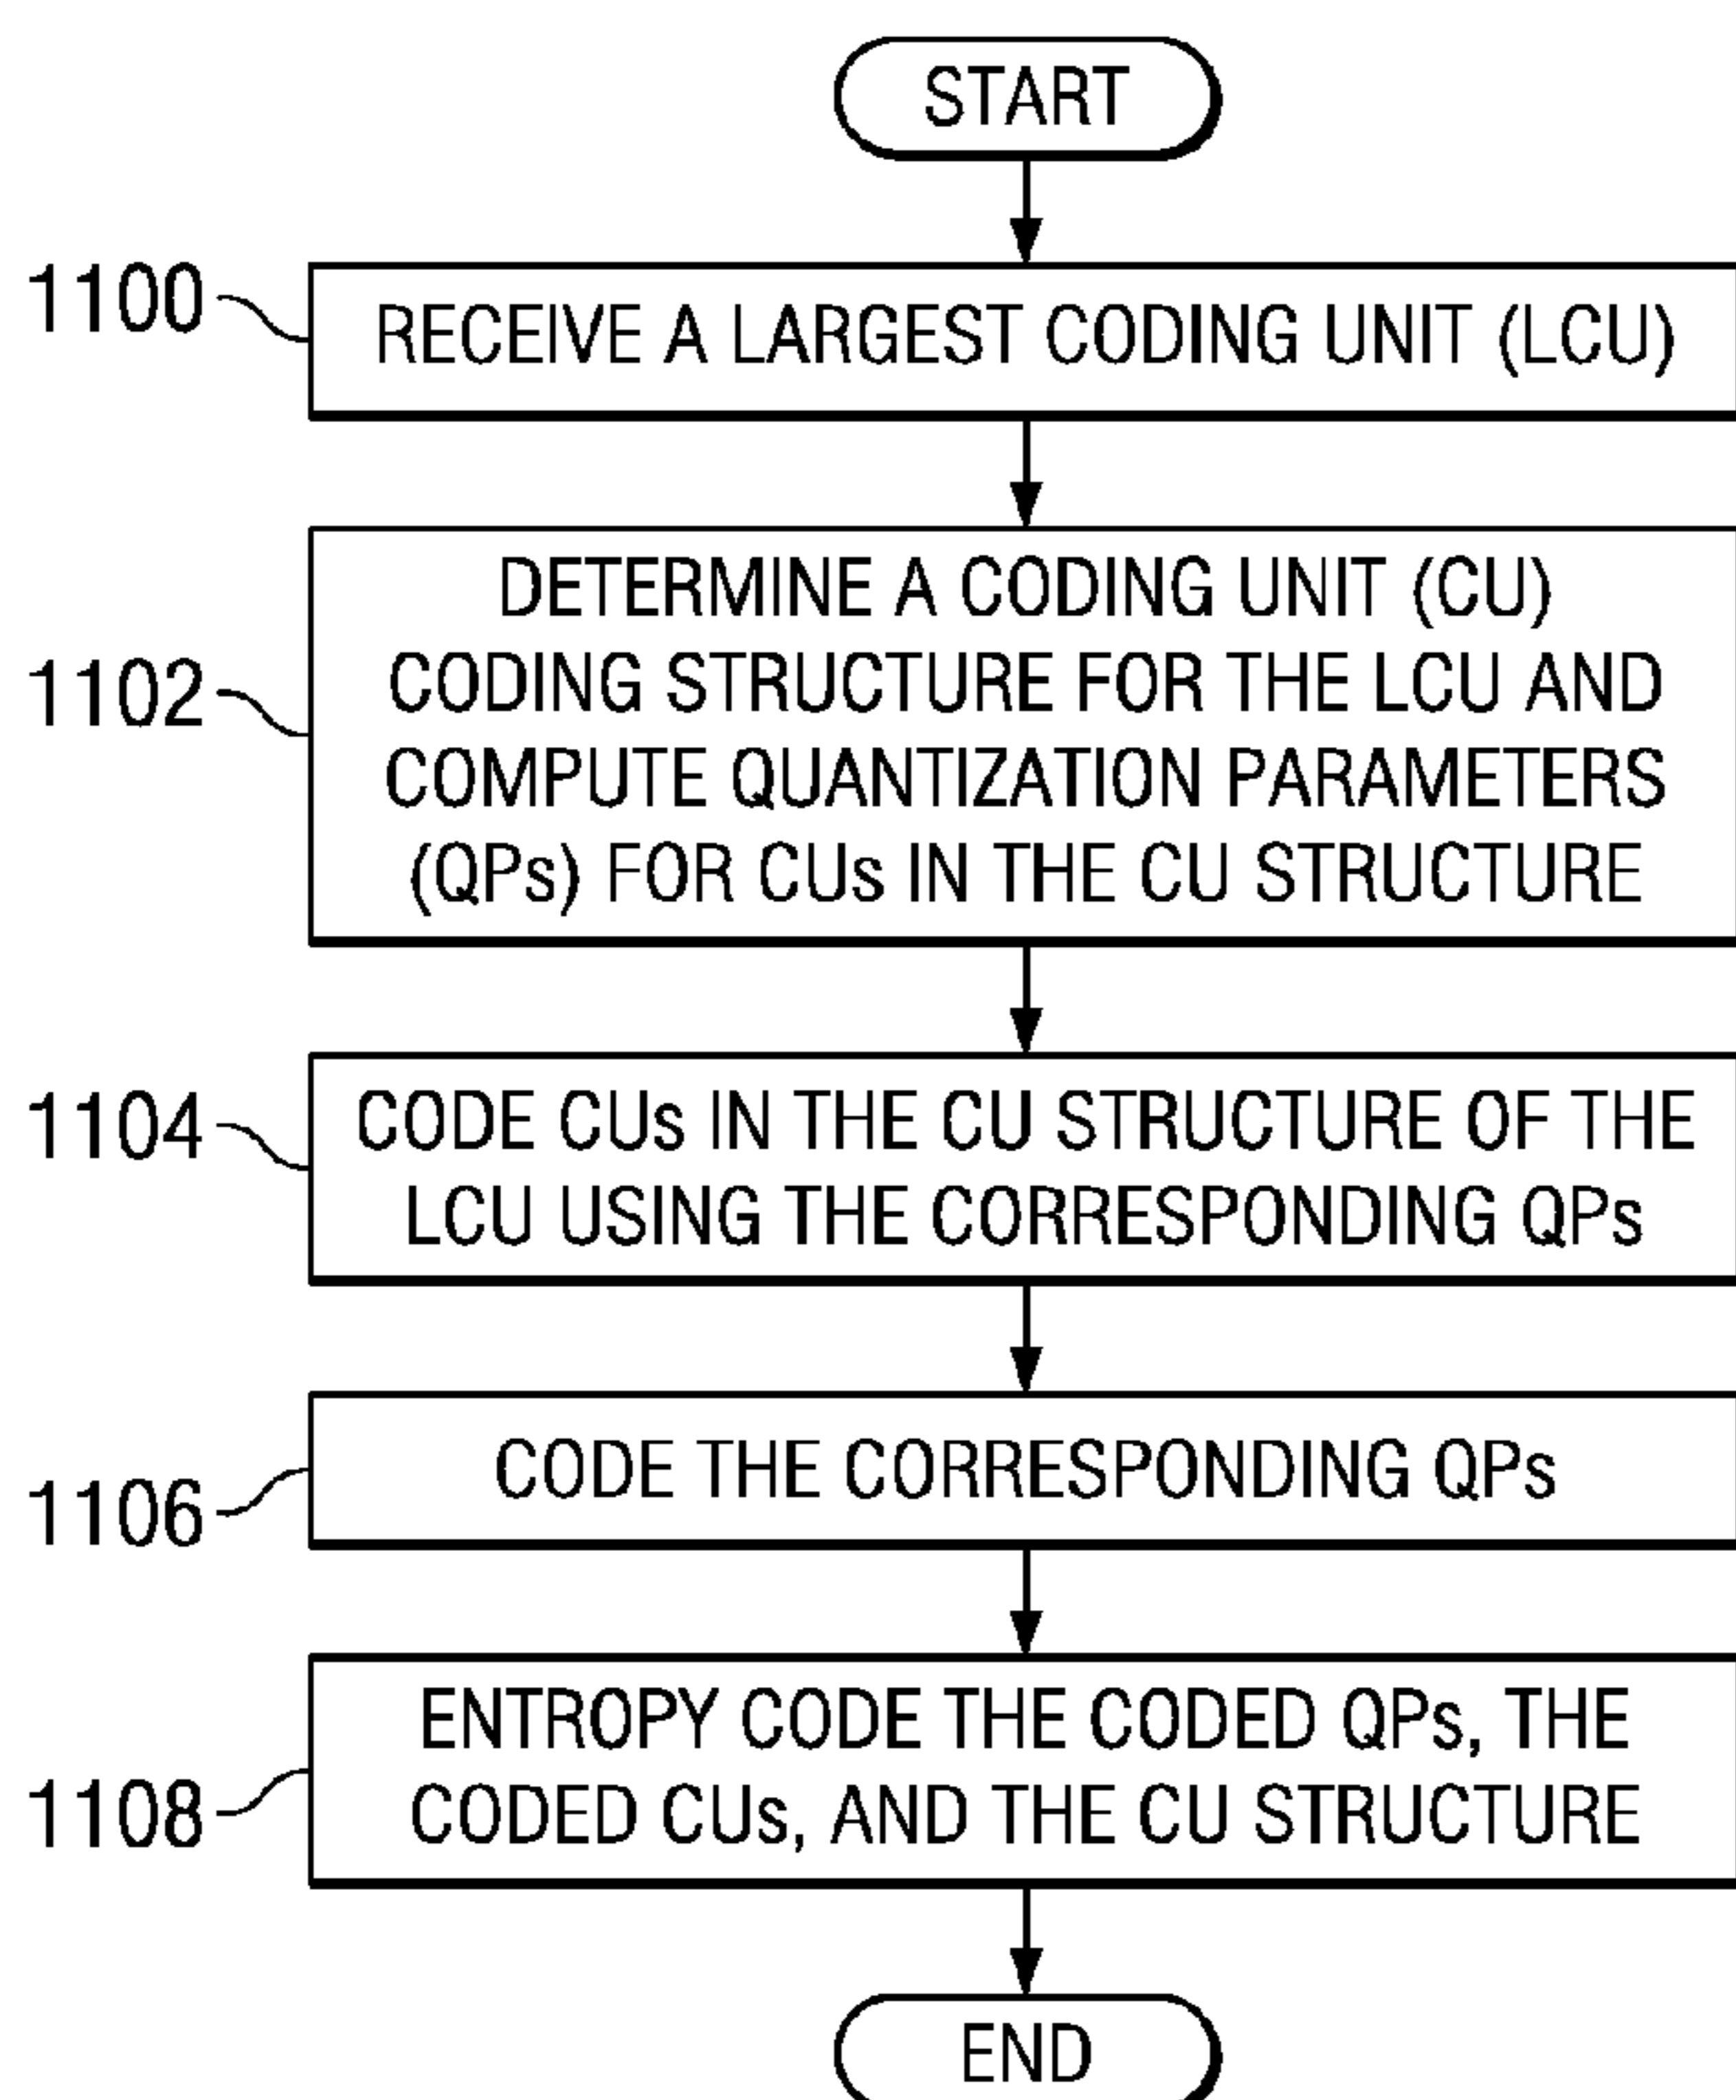 START
1100
RECEIVE A LARGEST CODING UNIT (LCU)
1102
DETERMINE A CODING UNIT (CU)
CODING STRUCTURE FOR THE LCU AND
COMPUTE QUANTIZATION PARAMETERS
(QPs) FOR CUs IN THE CU STRUCTURE
1104
CODE CUs IN THE CU STRUCTURE OF THE
LCU USING THE CORRESPONDING QPs
1106
CODE THE CORRESPONDING QPs
1108
ENTROPY CODE THE CODED QPs, THE
CODED CUs, AND THE CU STRUCTURE
END